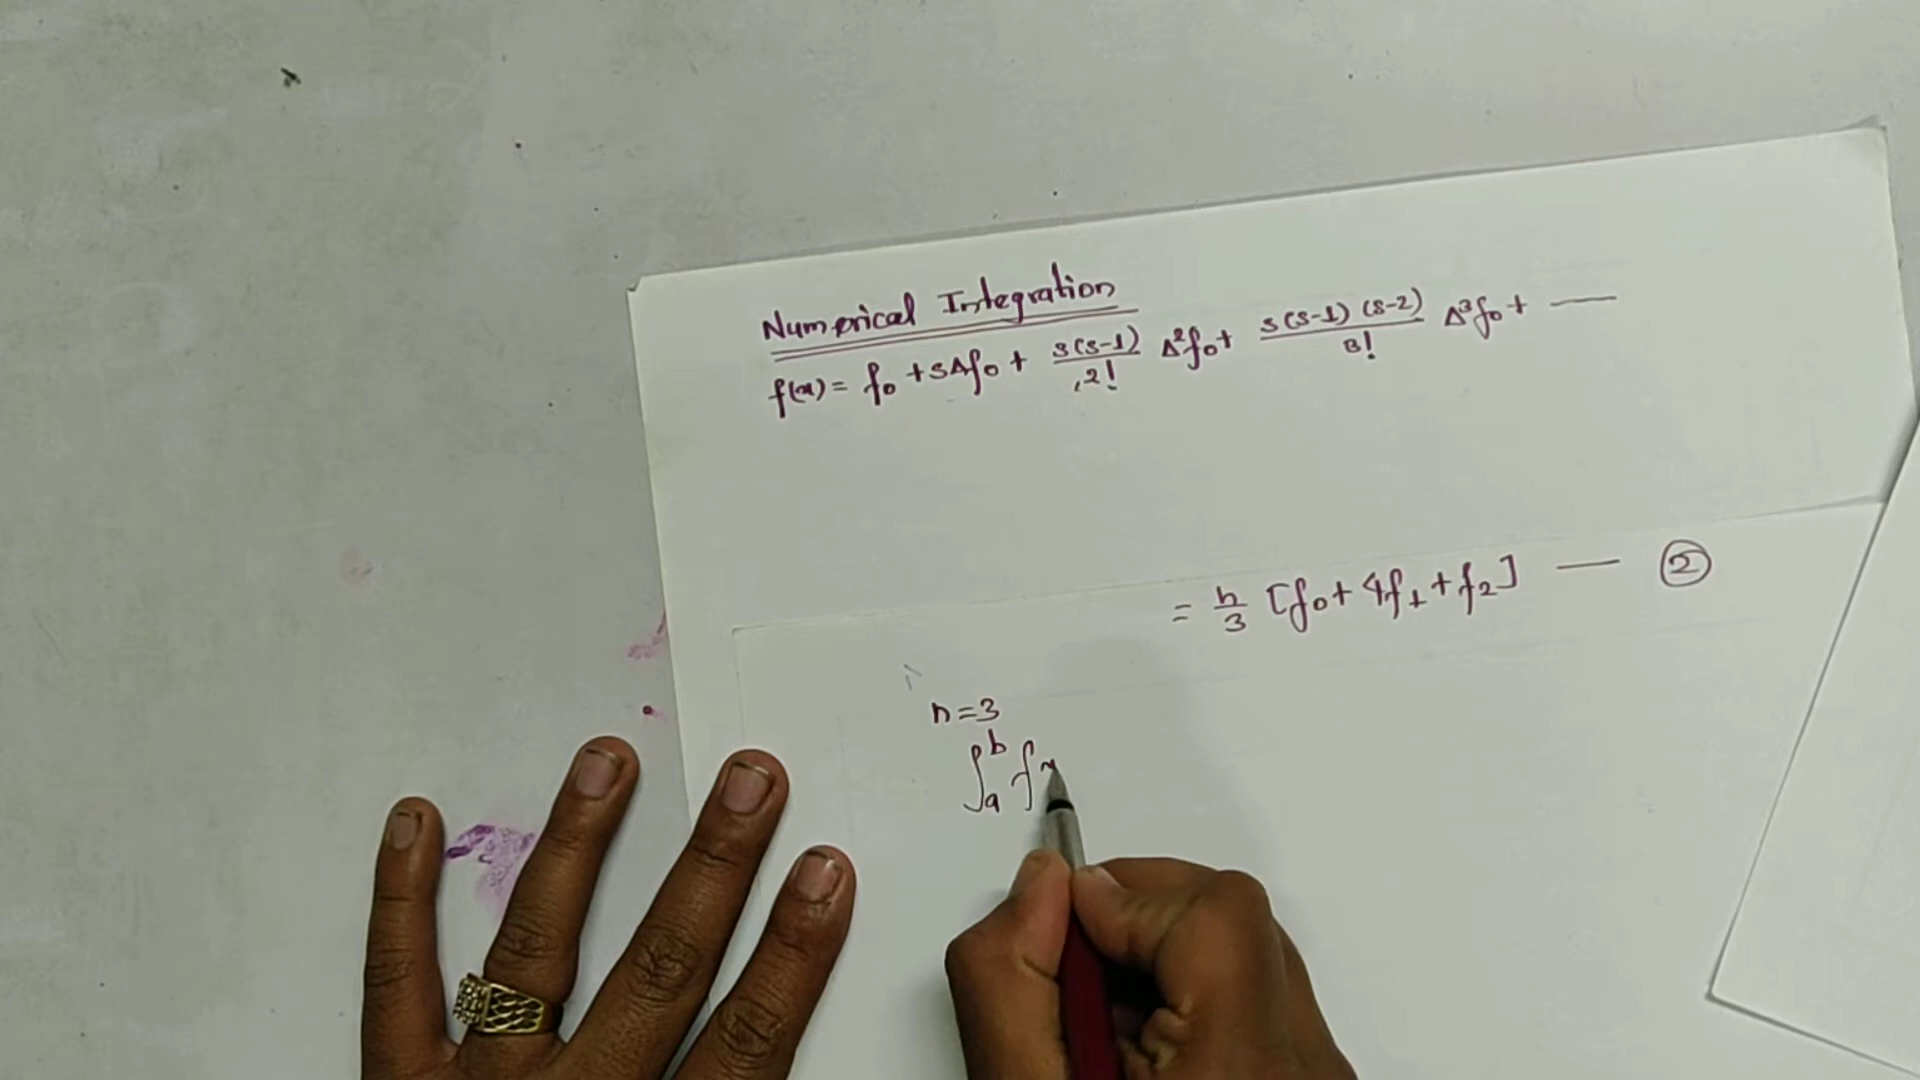 Numerical Integration
f(x) = f₀ + sΔf₀ + s(s-1)/2! Δ²f₀ + s(s-1)(s-2)/3! Δ³f₀ + —
= h/3 [f₀ + 4f₁ + f₂] — ②
n=3
∫ₐᵇ f